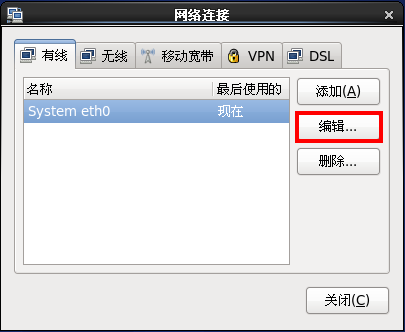 网络连接
有线 无线 移动宽带 VPN DSL
名称 最后使用的
添加(A)
System eth0 现在
编辑...
删除...
关闭(C)